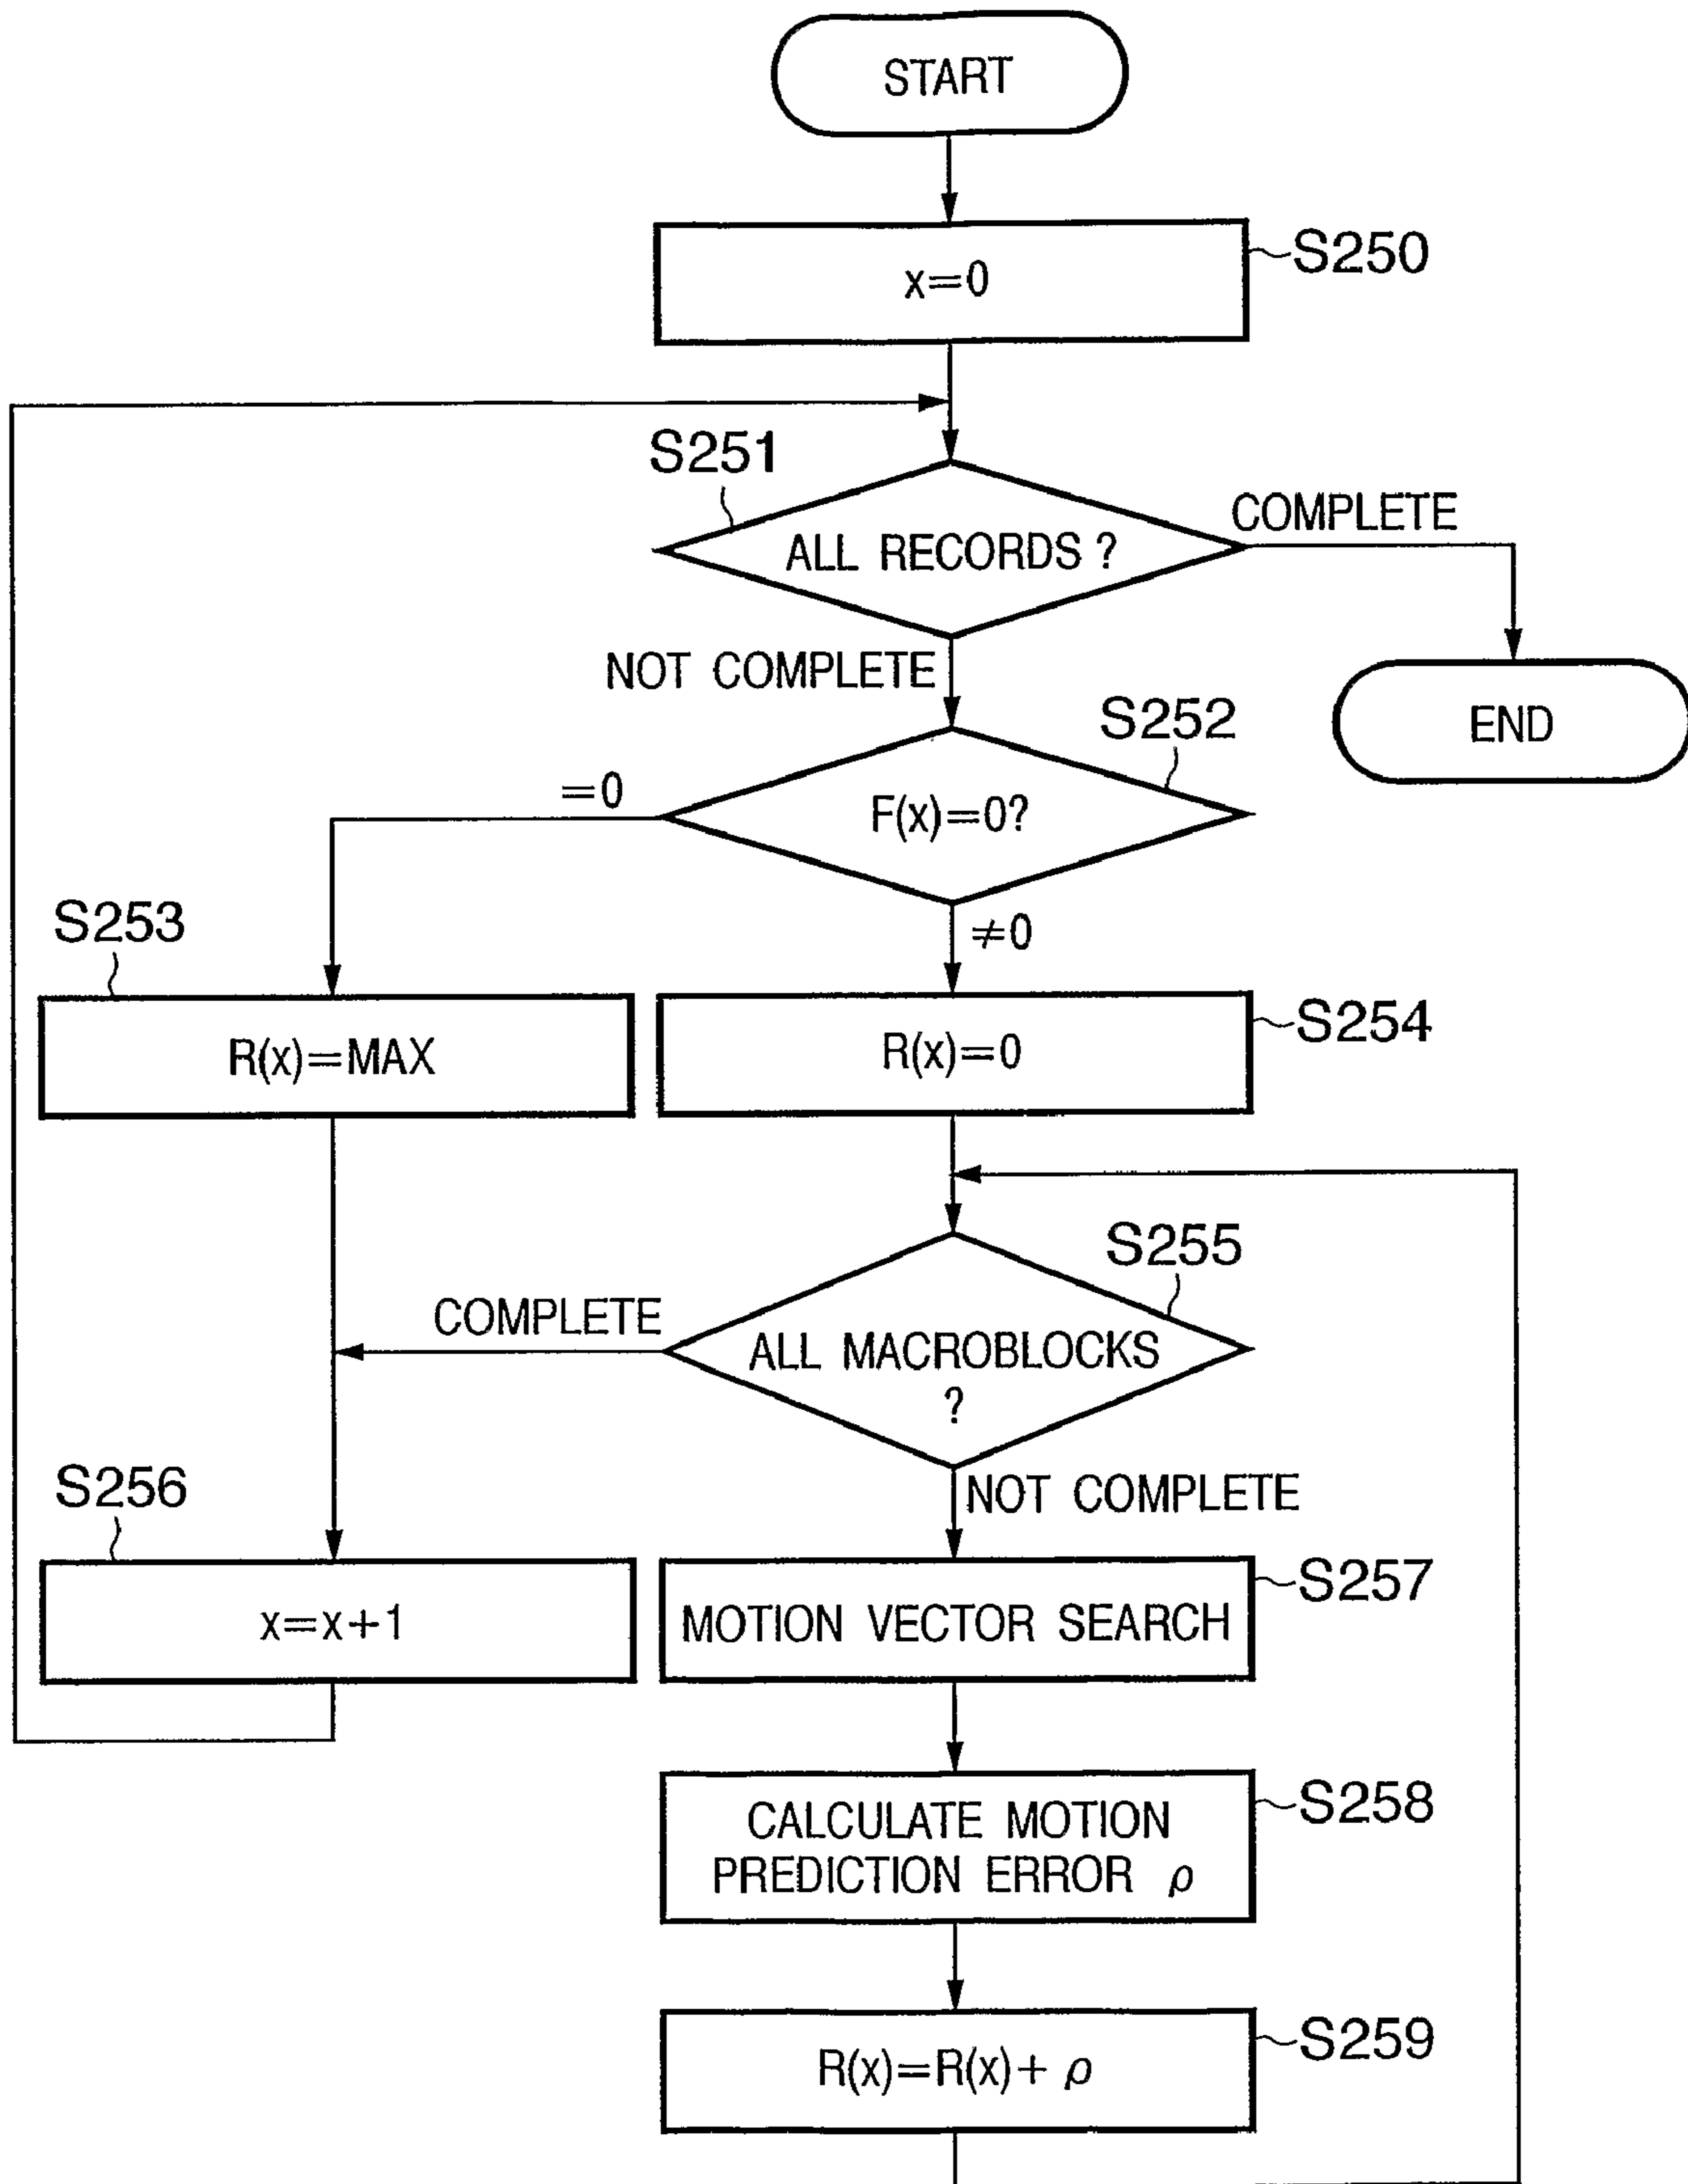 START
x=0
S250
S251
ALL RECORDS ?
COMPLETE
NOT COMPLETE
END
S252
F(x)=0?
=0
≠0
S253
R(x)=MAX
R(x)=0
S254
S255
COMPLETE
ALL MACROBLOCKS
?
NOT COMPLETE
S256
x=x+1
MOTION VECTOR SEARCH
S257
CALCULATE MOTION
PREDICTION ERROR ρ
S258
R(x)=R(x)+ ρ
S259